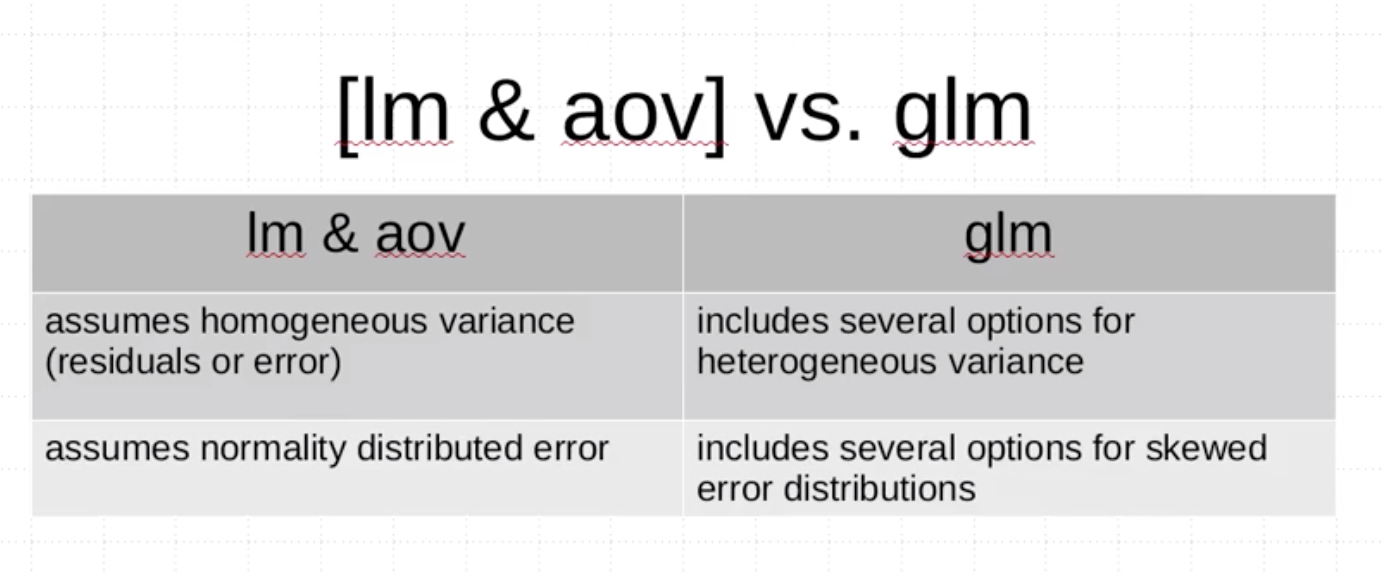 [lm & aov] vs. glm
lm & aov
glm
assumes homogeneous variance
(residuals or error)
includes several options for
heterogeneous variance
assumes normality distributed error
includes several options for skewed
error distributions